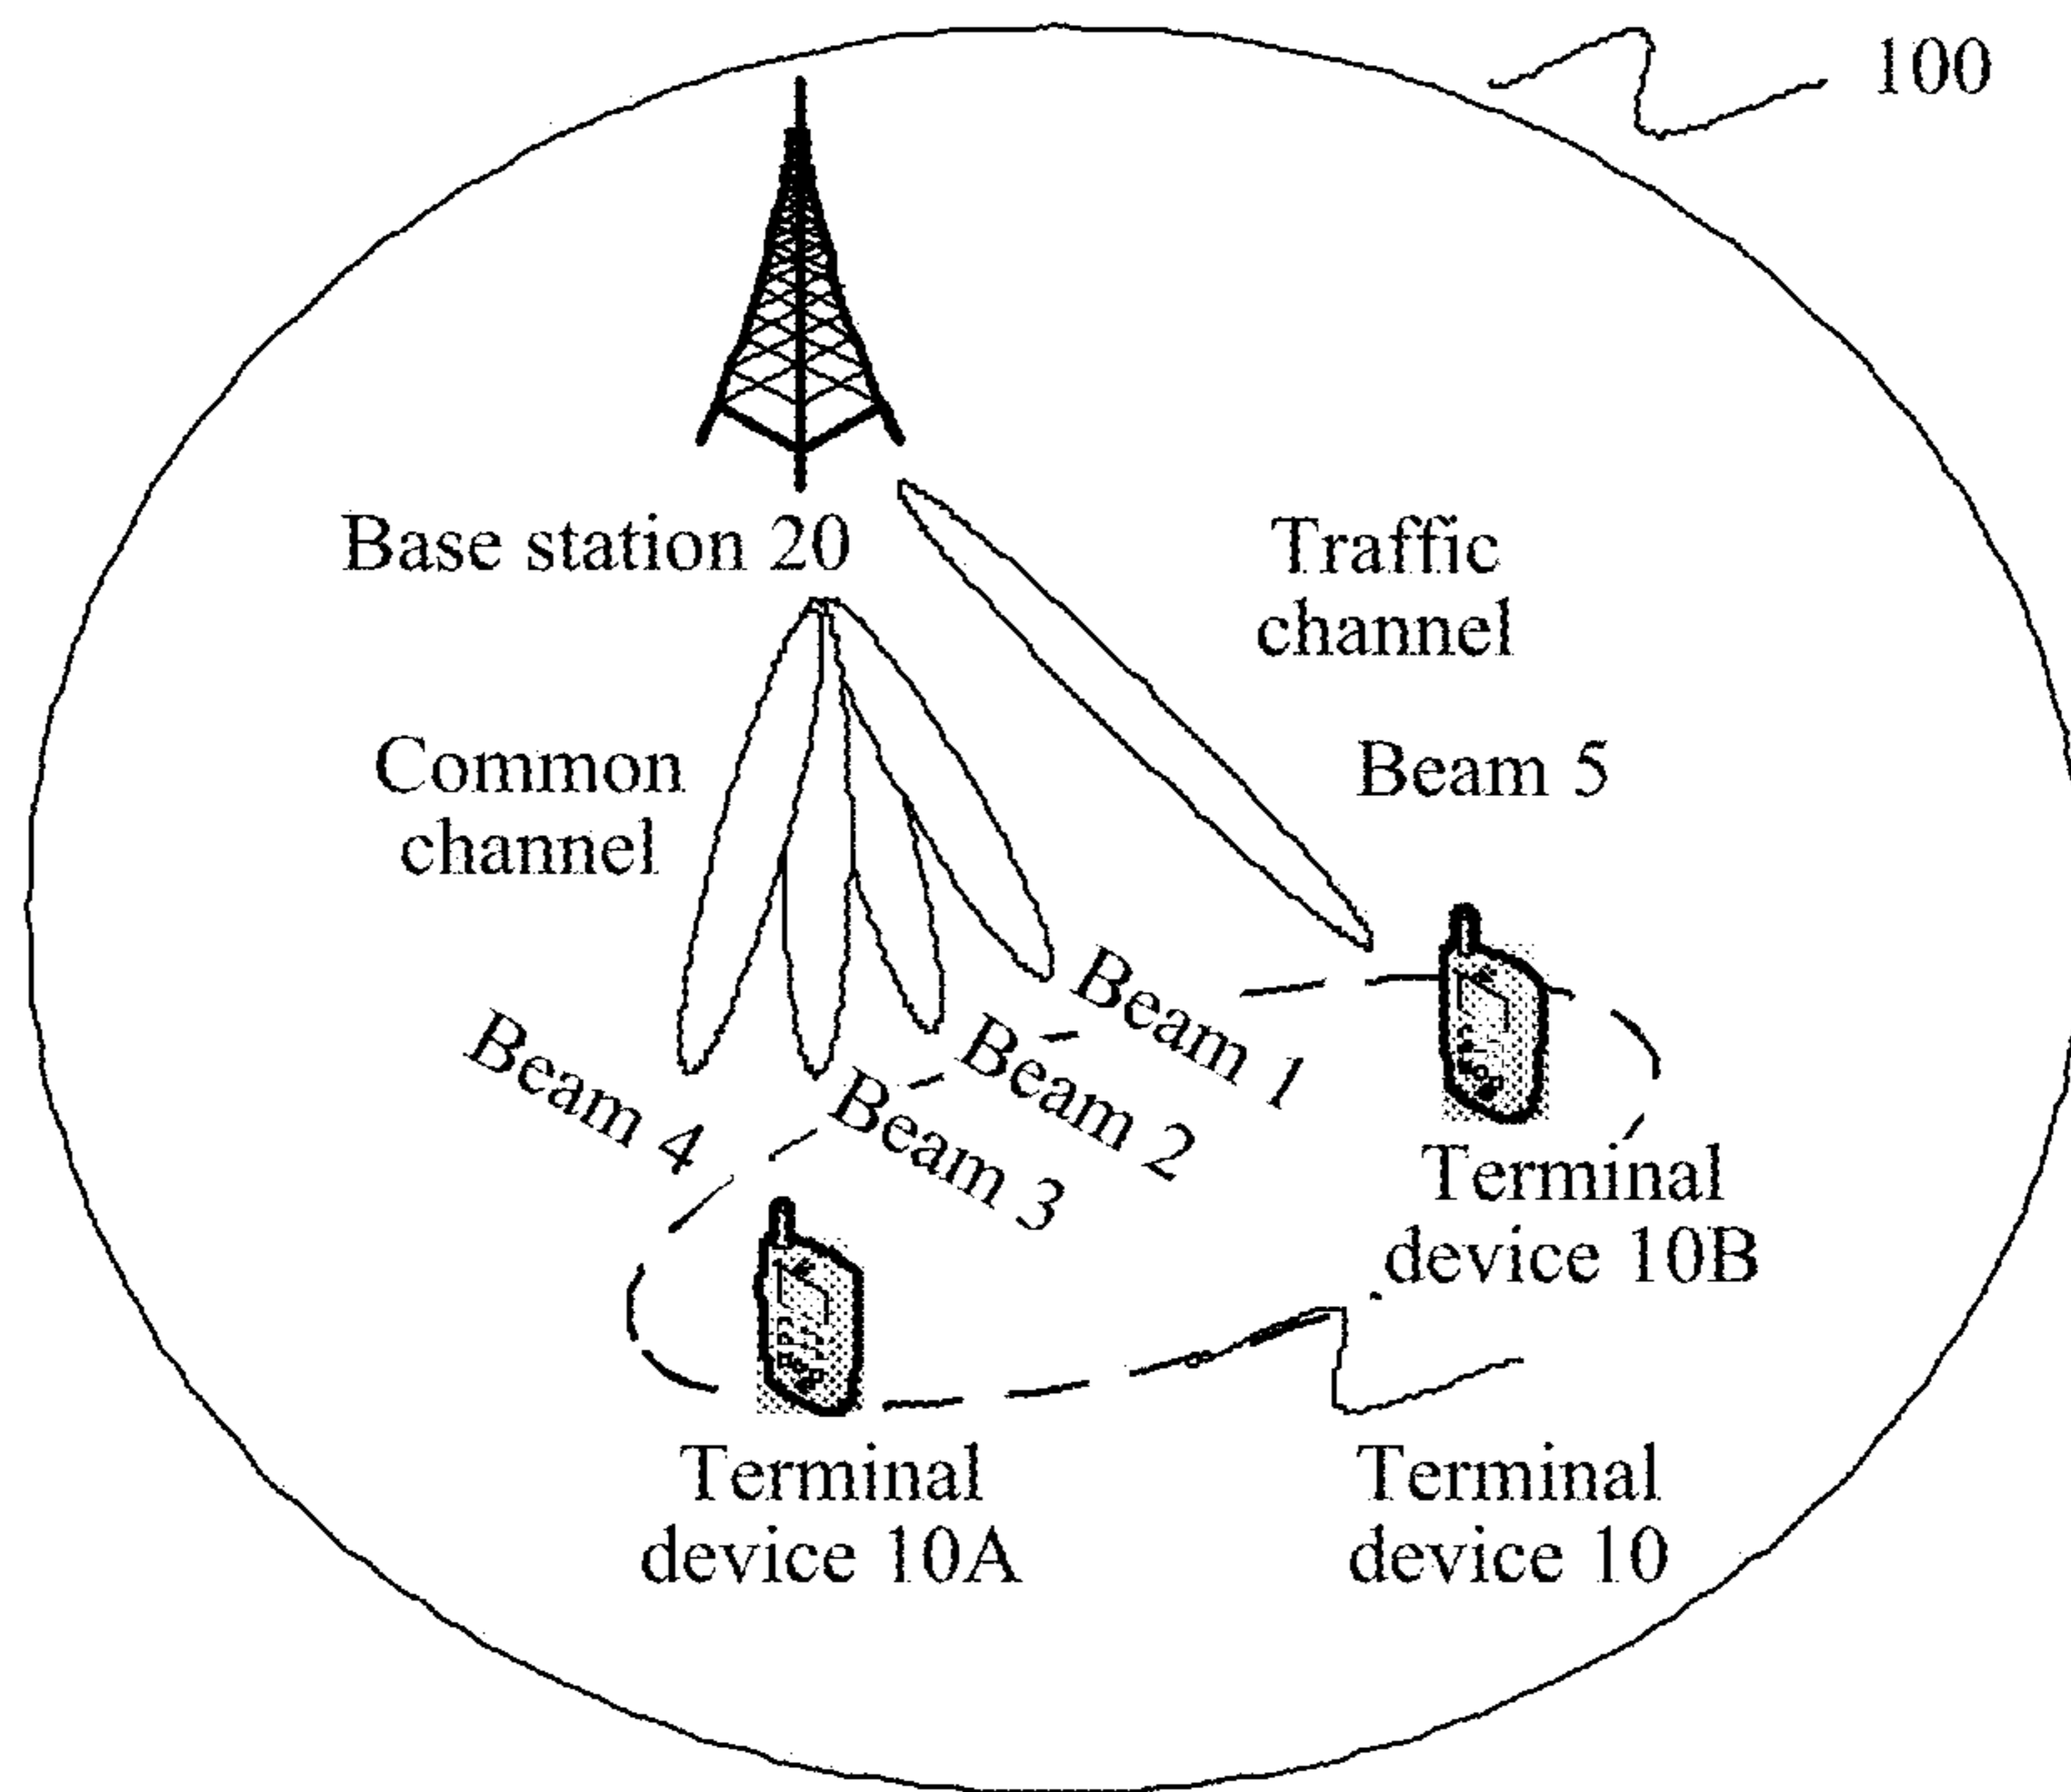 100
Base station 20
Traffic
channel
Common
channel
Beam 5
Beam 1
Beam 2
Beam 3
Beam 4
Terminal
device 10B
Terminal
device 10A
Terminal
device 10